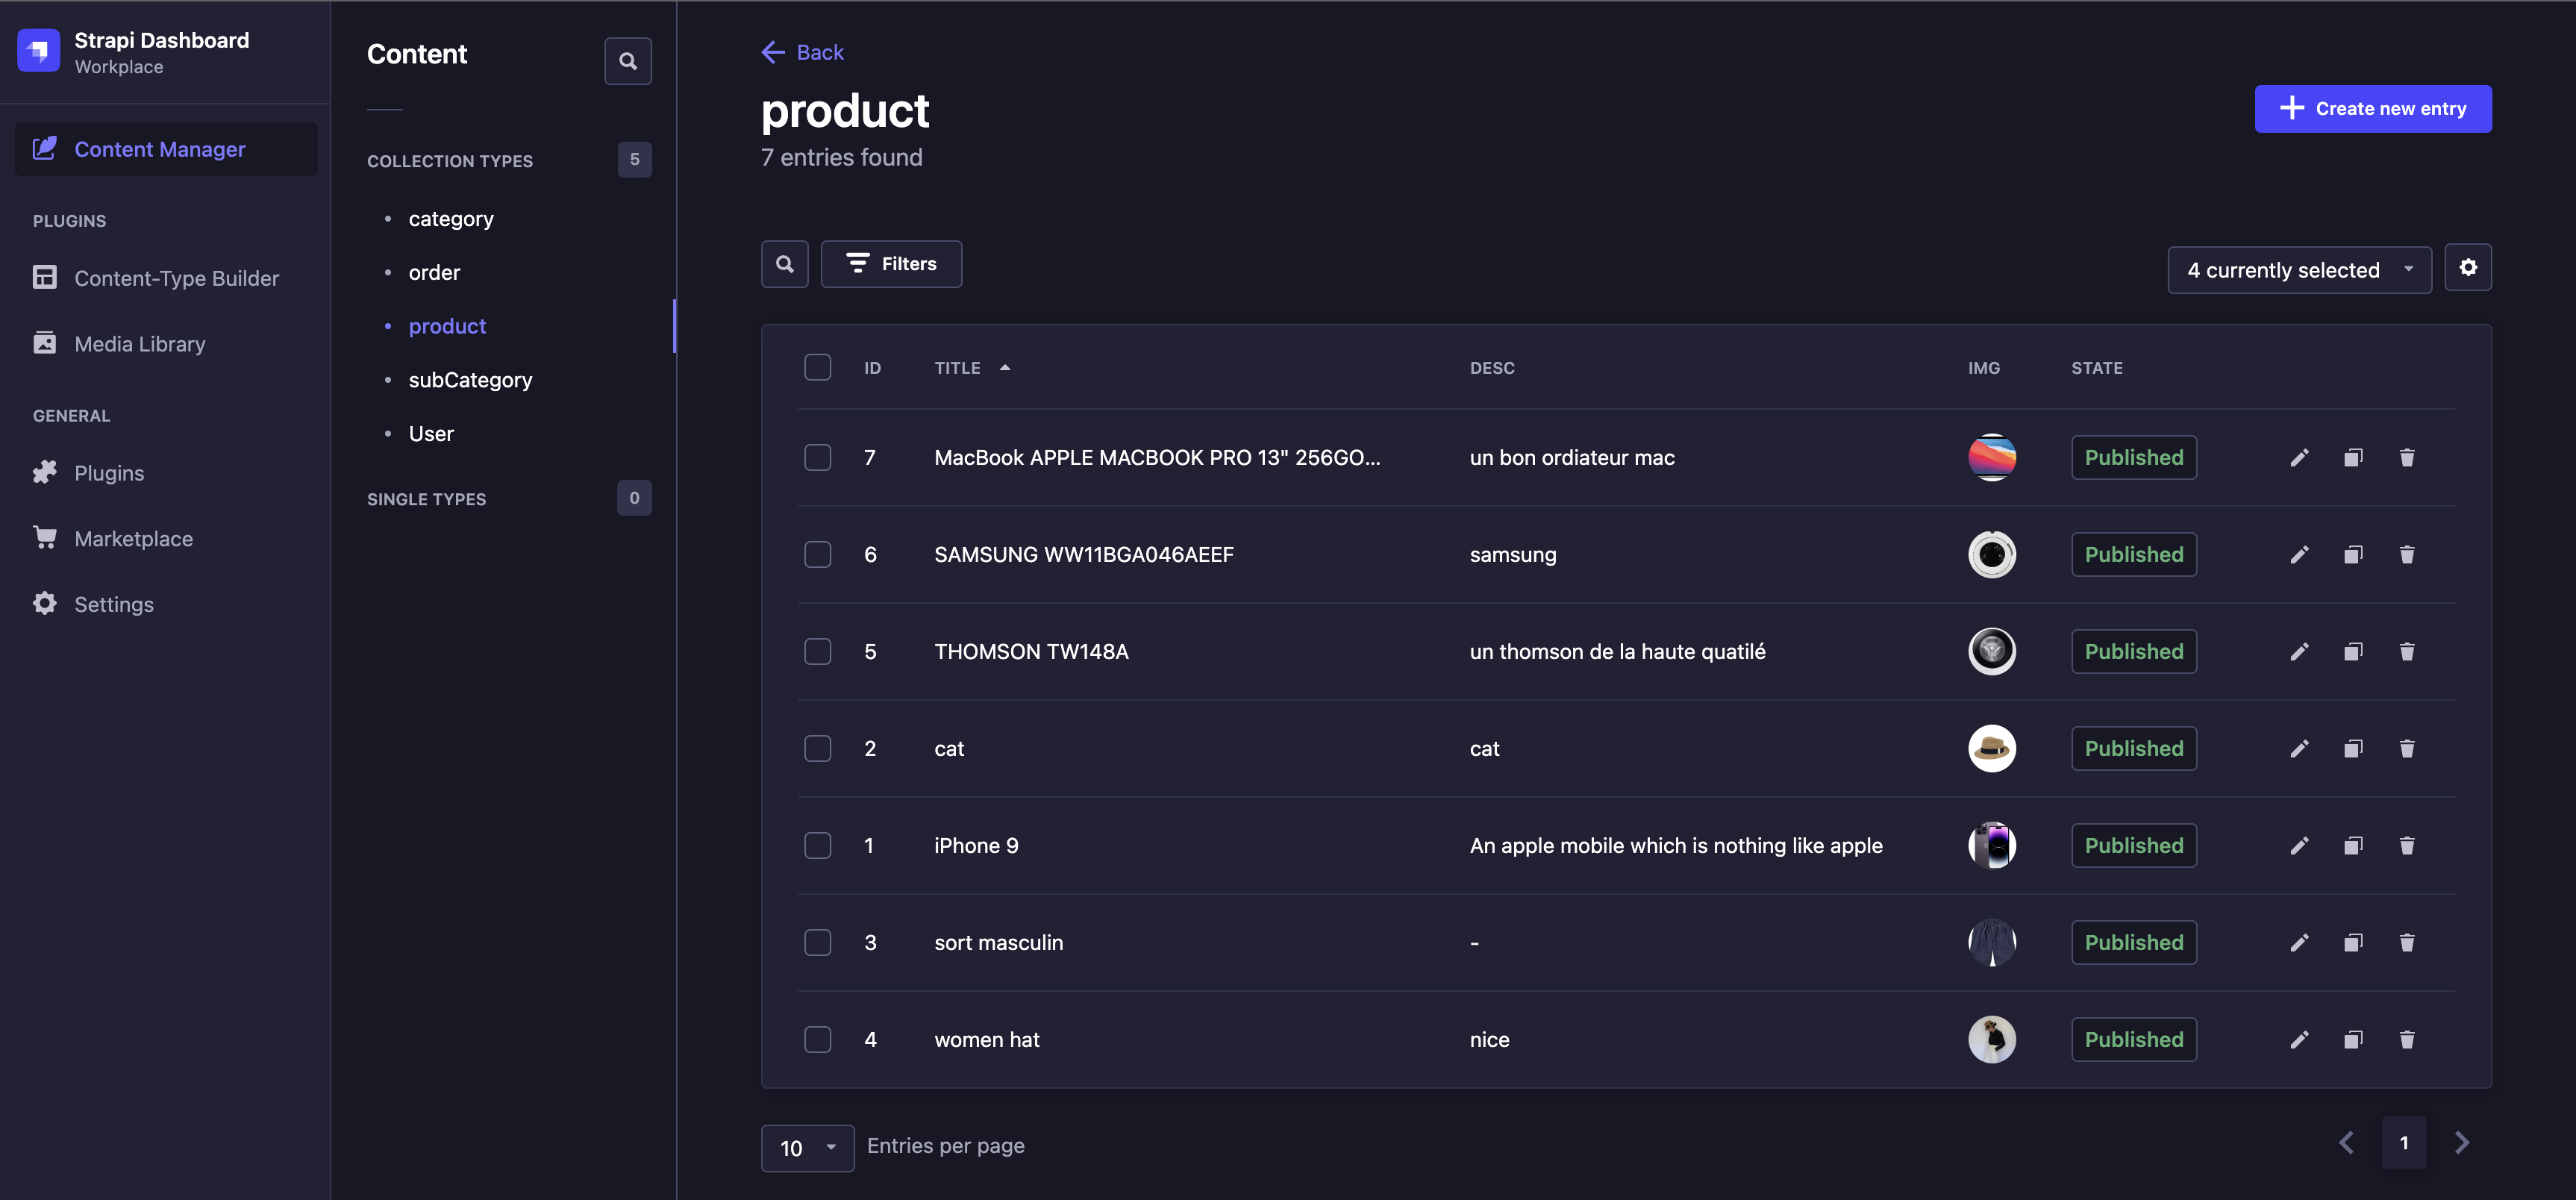 Strapi Dashboard
Workplace
Content Manager
PLUGINS
Content-Type Builder
Media Library
GENERAL
Plugins
Marketplace
Settings
Content
COLLECTION TYPES 5
category
order
product
subCategory
User
SINGLE TYPES 0
Back
product
7 entries found
Create new entry
Filters
4 currently selected
ID TITLE DESC IMG STATE
7 MacBook APPLE MACBOOK PRO 13" 256GO... un bon ordiateur mac Published
6 SAMSUNG WW11BGA046AEEF samsung Published
5 THOMSON TW148A un thomson de la haute quatilé Published
2 cat cat Published
1 iPhone 9 An apple mobile which is nothing like apple Published
3 sort masculin - Published
4 women hat nice Published
10 Entries per page
1